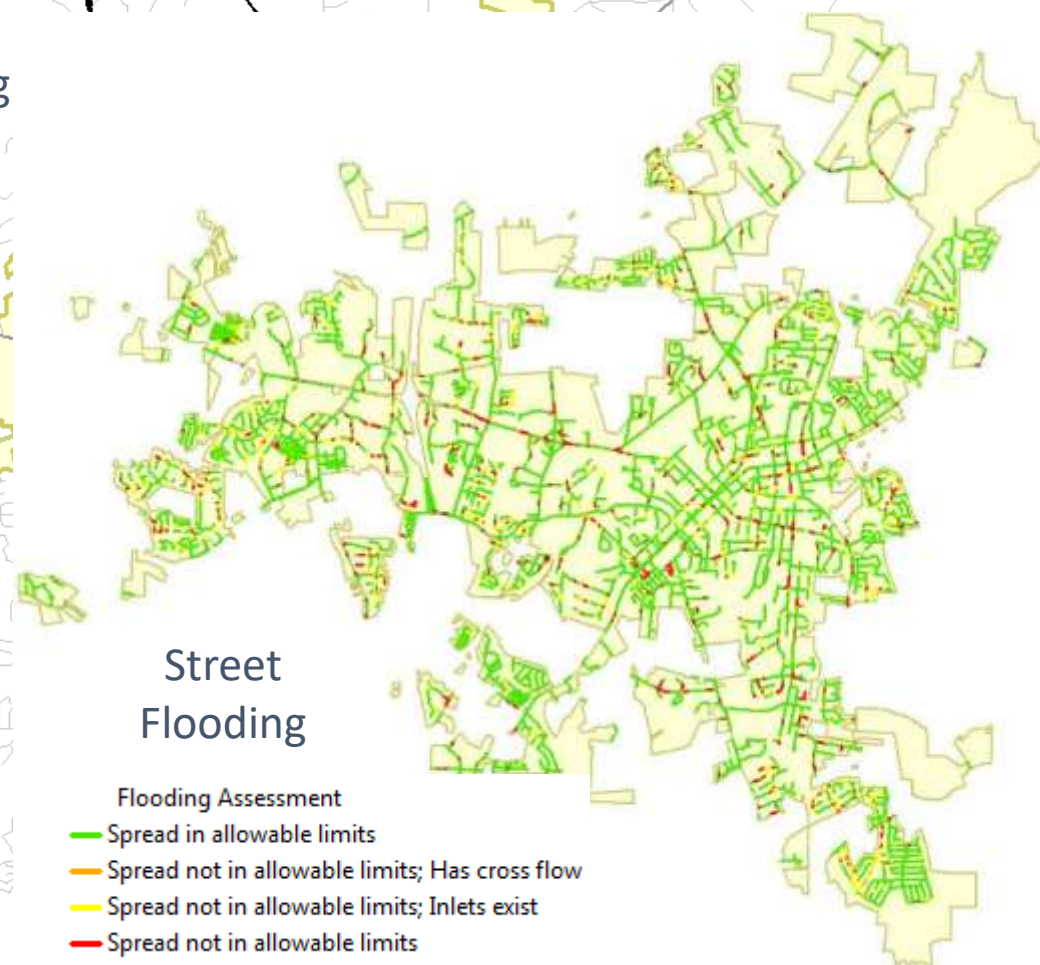 g
Street
Flooding
Flooding Assessment
Spread in allowable limits
Spread not in allowable limits; Has cross flow
Spread not in allowable limits; Inlets exist
Spread not in allowable limits